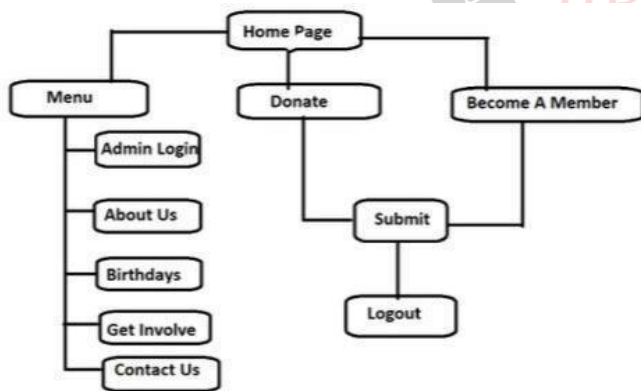 Home Page
Menu
Donate
Become A Member
Admin Login
About Us
Submit
Birthdays
Logout
Get Involve
Contact Us